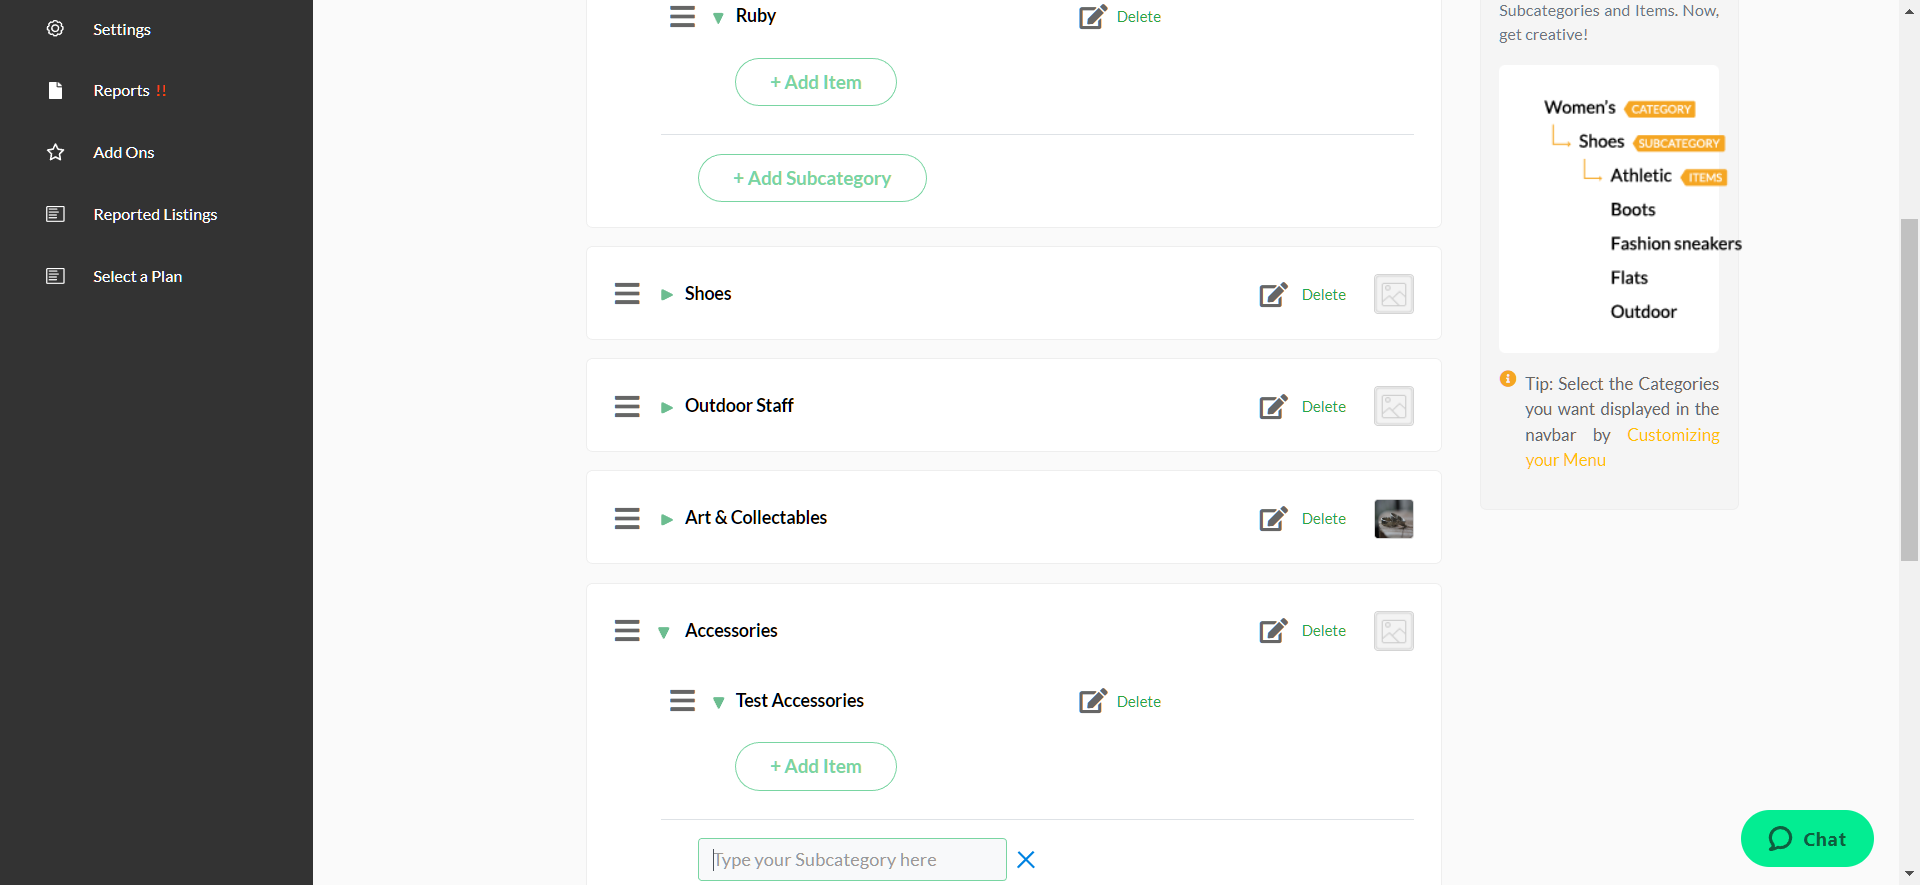 Settings
Reports !!
Add Ons
Reported Listings
Select a Plan
Ruby
Delete
+ Add Item
+ Add Subcategory
Shoes
Delete
Outdoor Staff
Delete
Art & Collectables
Delete
Accessories
Delete
Test Accessories
Delete
+ Add Item
Type your Subcategory here
Subcategories and Items. Now,
get creative!
Women's CATEGORY
Shoes SUBCATEGORY
Athletic ITEMS
Boots
Fashion sneakers
Flats
Outdoor
Tip: Select the Categories
you want displayed in the
navbar by Customizing
your Menu
Chat